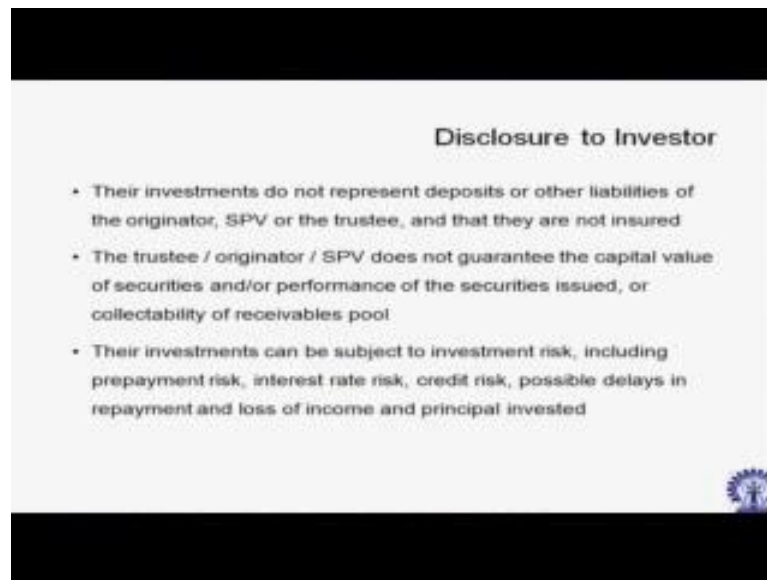 Disclosure to Investor
• Their investments do not represent deposits or other liabilities of
the originator, SPV or the trustee, and that they are not insured
• The trustee / originator / SPV does not guarantee the capital value
of securities and/or performance of the securities issued, or
collectability of receivables pool
• Their investments can be subject to investment risk, including
prepayment risk, interest rate risk, credit risk, possible delays in
repayment and loss of income and principal invested